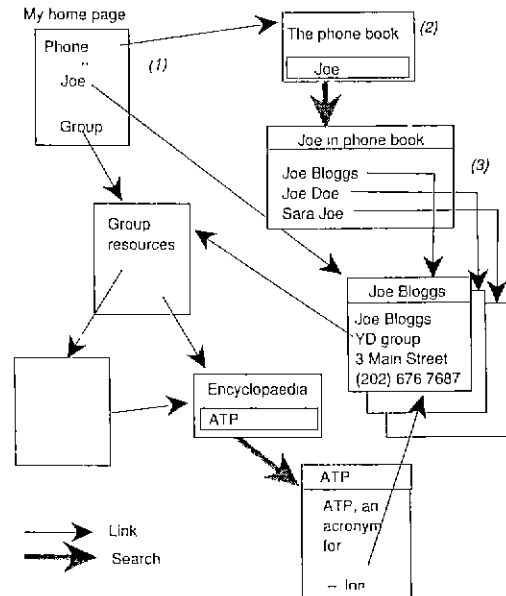 My home page
Phone
"
Joe
Group
(1)
The phone book
Joe
(2)
Joe in phone book
Joe Bloggs
Joe Doe
Sara Joe
(3)
Group
resources
Joe Bloggs
Joe Bloggs
YD group
3 Main Street
(202) 676 7687
Encyclopaedia
ATP
ATP
ATP, an
acronym
for
Link
Search